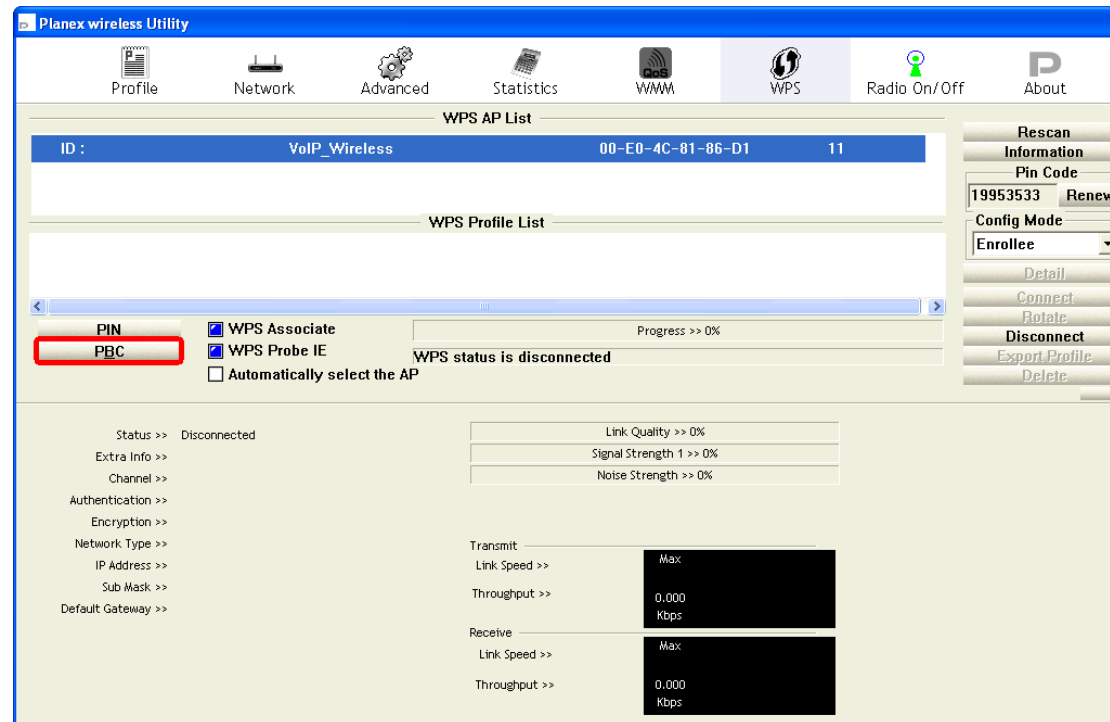 Planex wireless Utility
Profile Network Advanced Statistics WMM WPS Radio On/Off About
QoS
WPS AP List
ID : VoIP_Wireless 00-E0-4C-81-86-D1 11
Rescan
Information
Pin Code
19953533 Renew
WPS Profile List
Config Mode
Enrollee
Detail
Connect
Rotate
Disconnect
Export Profile
Delete
PIN WPS Associate Progress >> 0%
PBC WPS Probe IE WPS status is disconnected
Automatically select the AP
Status >> Disconnected
Extra Info >>
Channel >>
Authentication >>
Encryption >>
Network Type >>
IP Address >>
Sub Mask >>
Default Gateway >>
Link Quality >> 0%
Signal Strength 1 >> 0%
Noise Strength >> 0%
Transmit
Link Speed >> Max
Throughput >> 0.000
Kbps
Receive
Link Speed >> Max
Throughput >> 0.000
Kbps